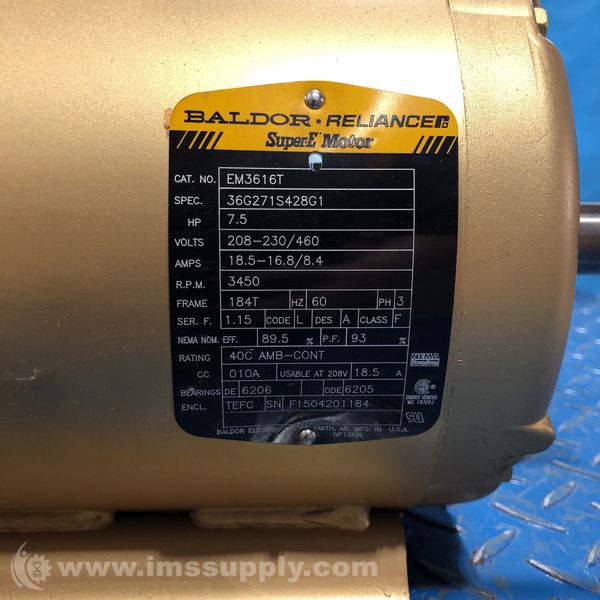 BALDOR • RELIANCE
Super-E Motor
CAT. NO. EM3616T
SPEC. 36G271S428G1
HP 7.5
VOLTS 208-230/460
AMPS 18.5-16.8/8.4
R.P.M. 3450
FRAME 184T HZ 60 PH 3
SER. F. 1.15 CODE L DES A CLASS F
NEMA NOM. EFF. 89.5 % P.F. 93 %
RATING 40C AMB-CONT
CC 010A USABLE AT 208V 18.5 A
BEARINGS DE 6206 ODE 6205
ENCL. TEFC SN F1504201184
BALDOR ELECTRIC SMITH, AR. MFG. IN U.S.A.
NEMA
Premium
ENERGY VERIFIED
www.imssupply.com